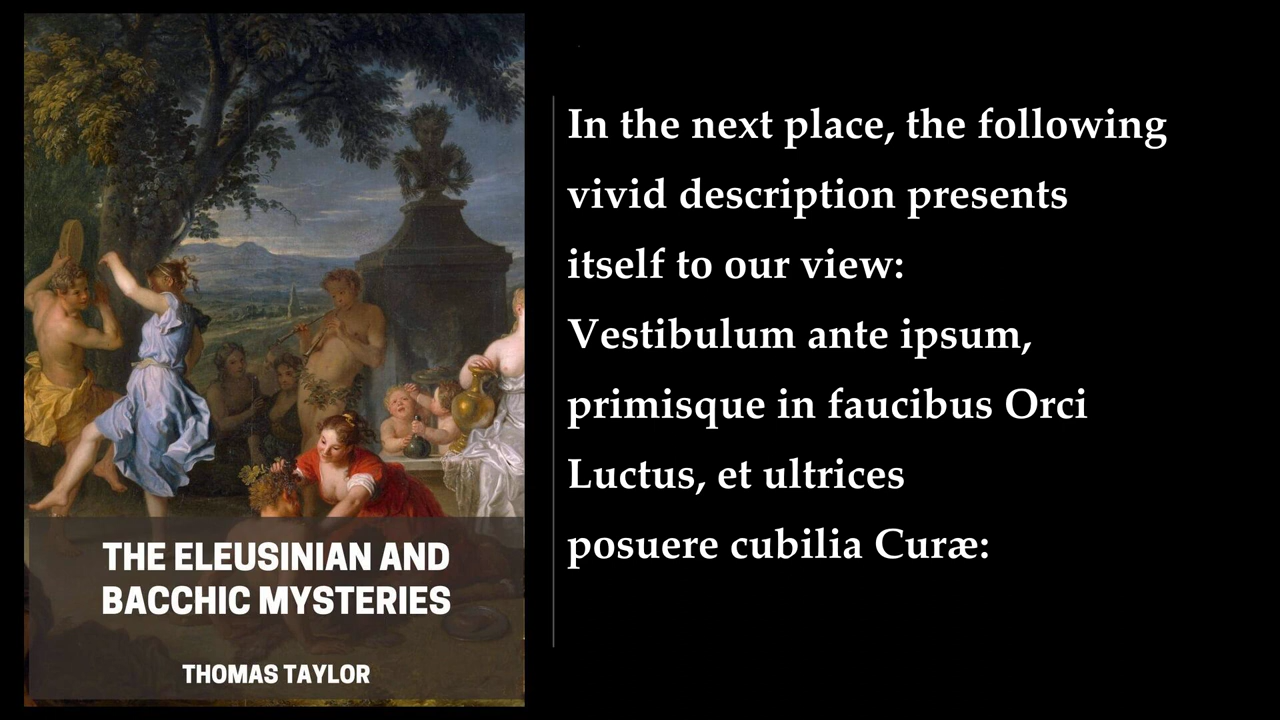 THE ELEUSINIAN AND
BACCHIC MYSTERIES
THOMAS TAYLOR
In the next place, the following
vivid description presents
itself to our view:
Vestibulum ante ipsum,
primisque in faucibus Orci
Luctus, et ultrices
posuere cubilia Curæ: